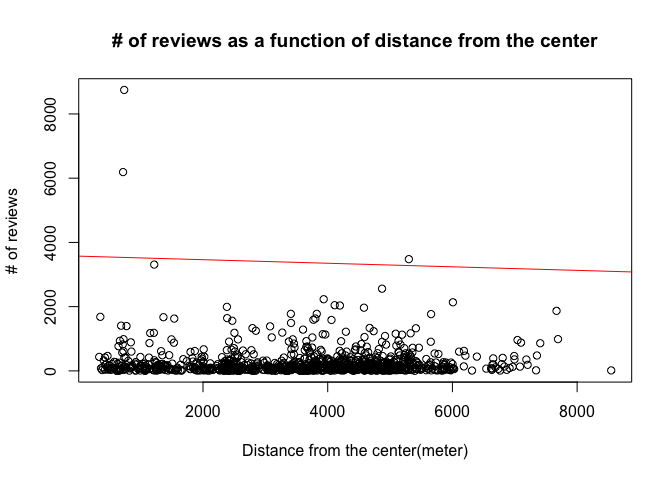 # of reviews as a function of distance from the center
# of reviews
8000
6000
4000
2000
0
2000 4000 6000 8000
Distance from the center(meter)